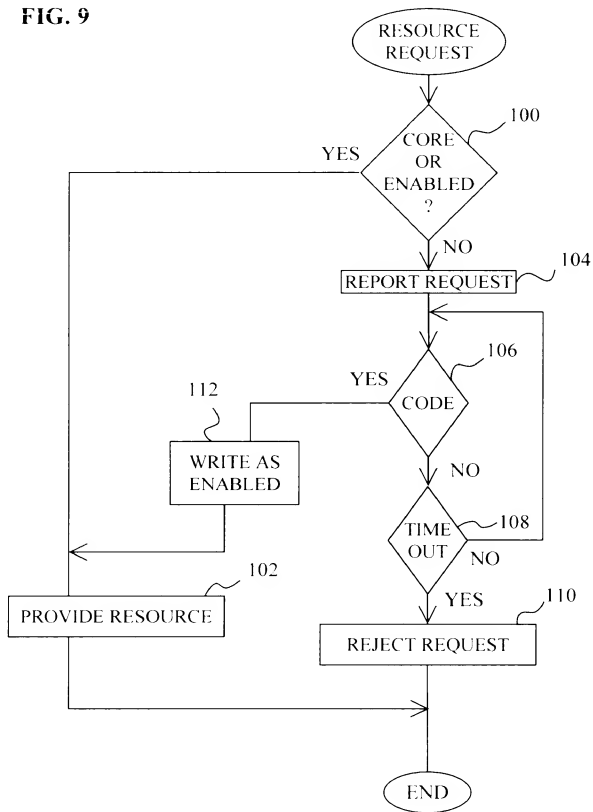 FIG. 9
RESOURCE
REQUEST
100
CORE
OR
ENABLED
?
YES
NO
REPORT REQUEST
104
106
YES
CODE
112
WRITE AS
ENABLED
NO
TIME
OUT
108
NO
102
PROVIDE RESOURCE
YES
110
REJECT REQUEST
END